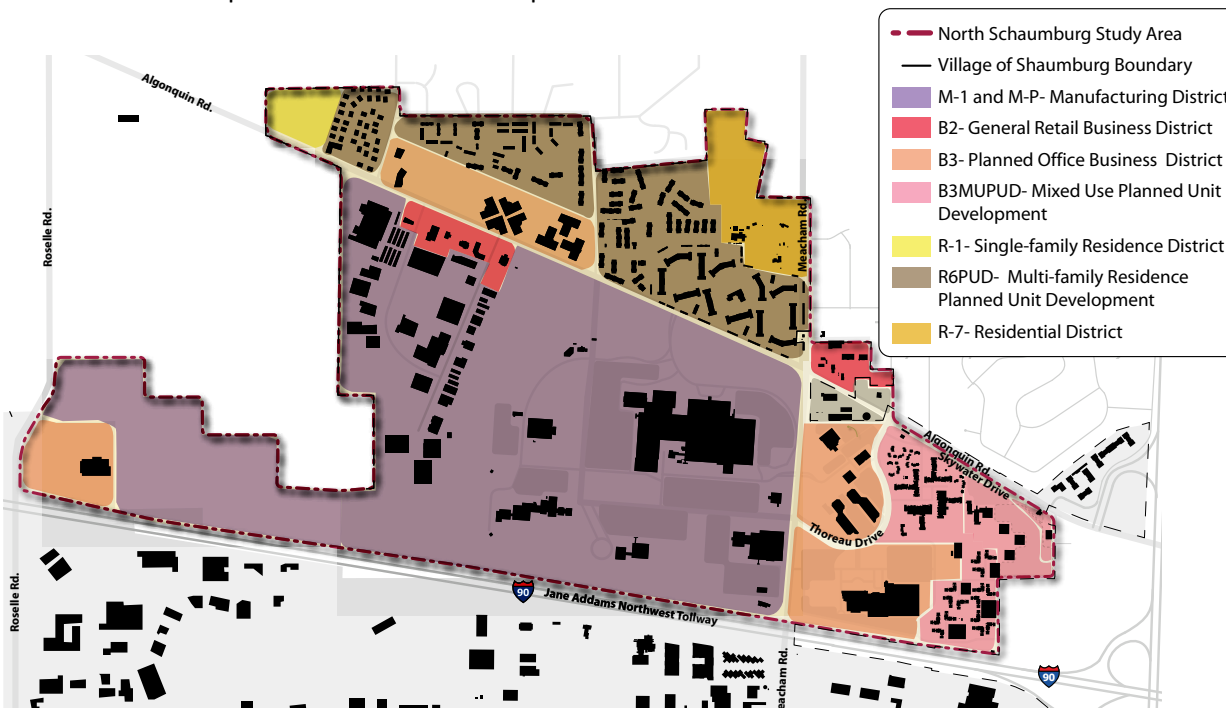 North Schaumburg Study Area
Village of Shaumburg Boundary
M-1 and M-P- Manufacturing District
B2- General Retail Business District
B3- Planned Office Business District
B3MUPUD- Mixed Use Planned Unit
Development
R-1- Single-family Residence District
R6PUD- Multi-family Residence
Planned Unit Development
R-7- Residential District
Algonquin Rd.
Roselle Rd.
Meacham Rd.
Algonquin Rd.
Skywater Drive
Thoreau Drive
90
Jane Addams Northwest Tollway
Roselle Rd.
eacham Rd.
90